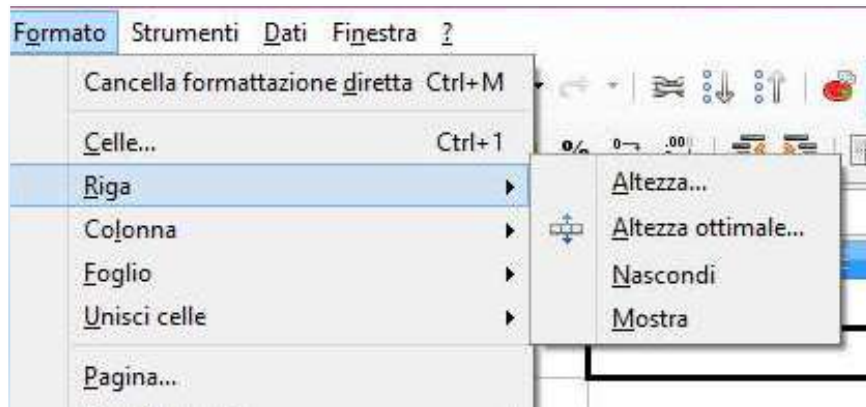 Formato Strumenti Dati Finestra ?
Cancella formattazione diretta Ctrl+M
Celle... Ctrl+1
Riga
Colonna
Foglio
Unisci celle
Pagina...
Altezza...
Altezza ottimale...
Nascondi
Mostra